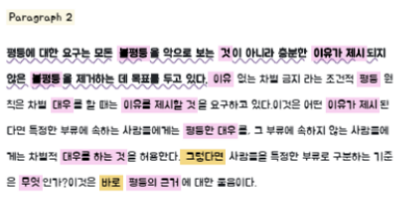 Paragraph 2
평등에 대한 요구는 모든 불평등을 악으로 보는 것이 아니라 충분한 이유가 제시되지
않은 불평등을 제거하는 데 목표를 두고 있다. 이유 없는 차별 금지 라는 조건적 평등 원
칙은 차별 대우를 할 때는 이유를 제시할 것을 요구하고 있다.이것은 어떤 이유가 제시된
다면 특정한 부류에 속하는 사람들에게는 평등한 대우를. 그 부류에 속하지 않는 사람들에
게는 차별적 대우를 하는 것을 허용한다. 그렇다면 사람들을 특정한 부류로 구분하는 기준
은 무엇인가?이것은 바로 평등의 근거에 대한 물음이다.